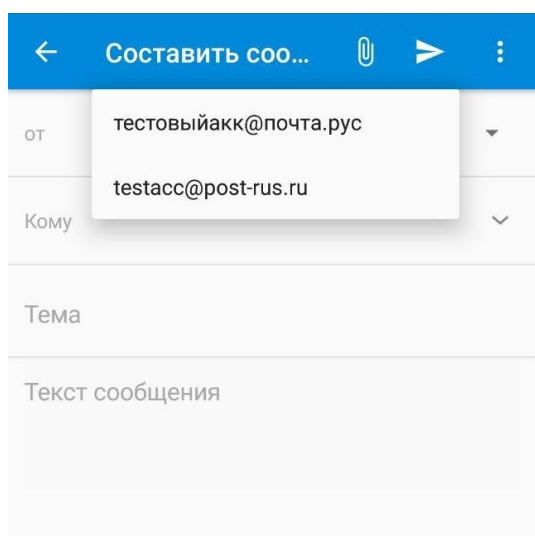 Составить соо...
от
тестовыйакк@почта.рус
testacc@post-rus.ru
Кому
Тема
Текст сообщения